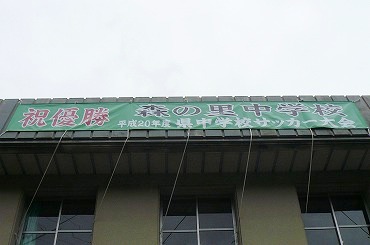 祝優勝 森の里中学校
平成20年度 県中学校サッカー大会